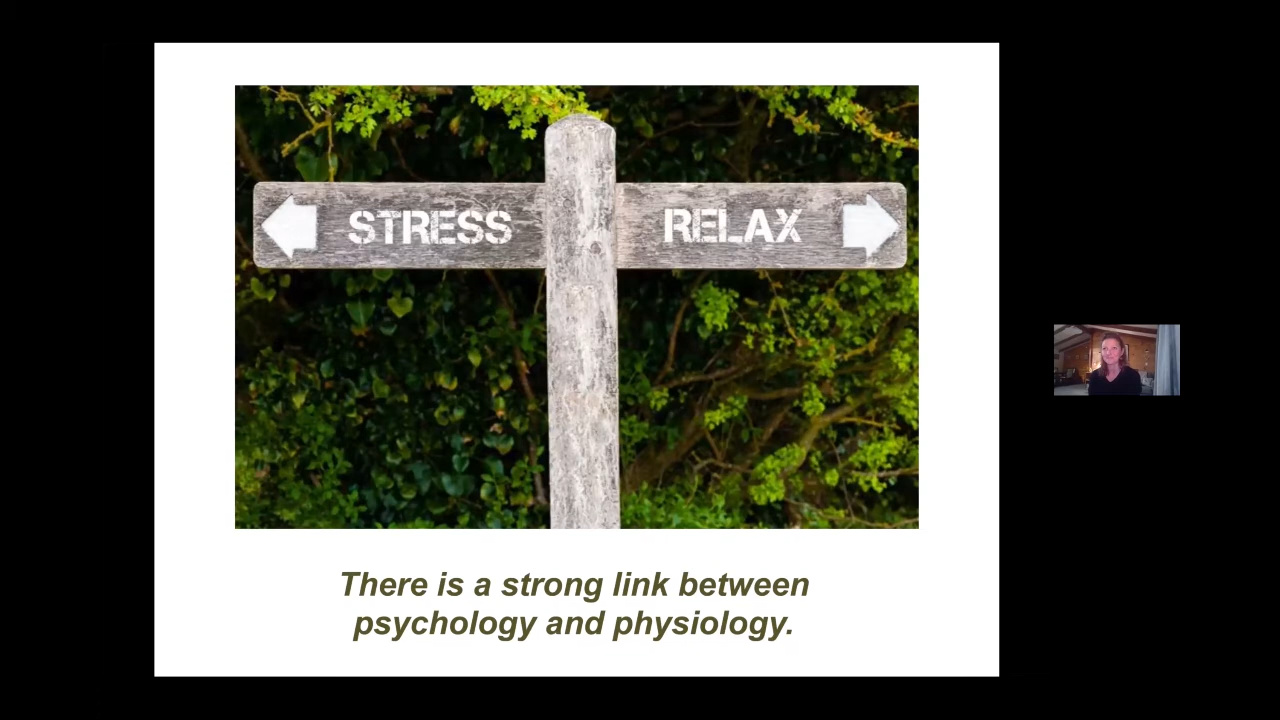 STRESS
RELAX
There is a strong link between
psychology and physiology.